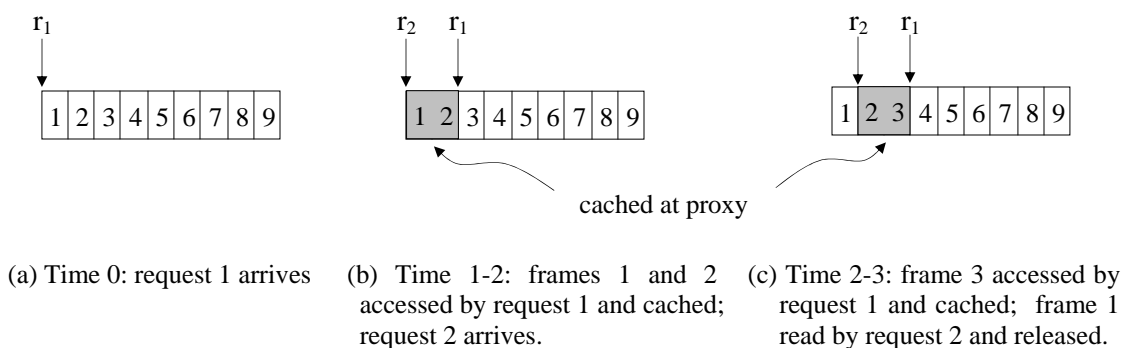 r1
r2 r1
r2 r1
1 2 3 4 5 6 7 8 9
1 2 3 4 5 6 7 8 9
1 2 3 4 5 6 7 8 9
cached at proxy
(a) Time 0: request 1 arrives
(b) Time 1-2: frames 1 and 2
accessed by request 1 and cached;
request 2 arrives.
(c) Time 2-3: frame 3 accessed by
request 1 and cached; frame 1
read by request 2 and released.